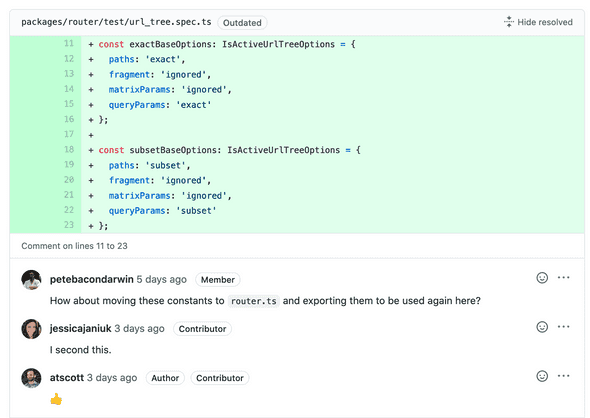 packages/router/test/url_tree.spec.ts Outdated Hide resolved
11 + const exactBaseOptions: IsActiveUrlTreeOptions = {
12 + paths: 'exact',
13 + fragment: 'ignored',
14 + matrixParams: 'ignored',
15 + queryParams: 'exact'
16 + };
17 +
18 + const subsetBaseOptions: IsActiveUrlTreeOptions = {
19 + paths: 'subset',
20 + fragment: 'ignored',
21 + matrixParams: 'ignored',
22 + queryParams: 'subset'
23 + };
Comment on lines 11 to 23
petebacondarwin 5 days ago Member
How about moving these constants to router.ts and exporting them to be used again here?
jessicajaniuk 3 days ago Contributor
I second this.
atscott 3 days ago Author Contributor
👍